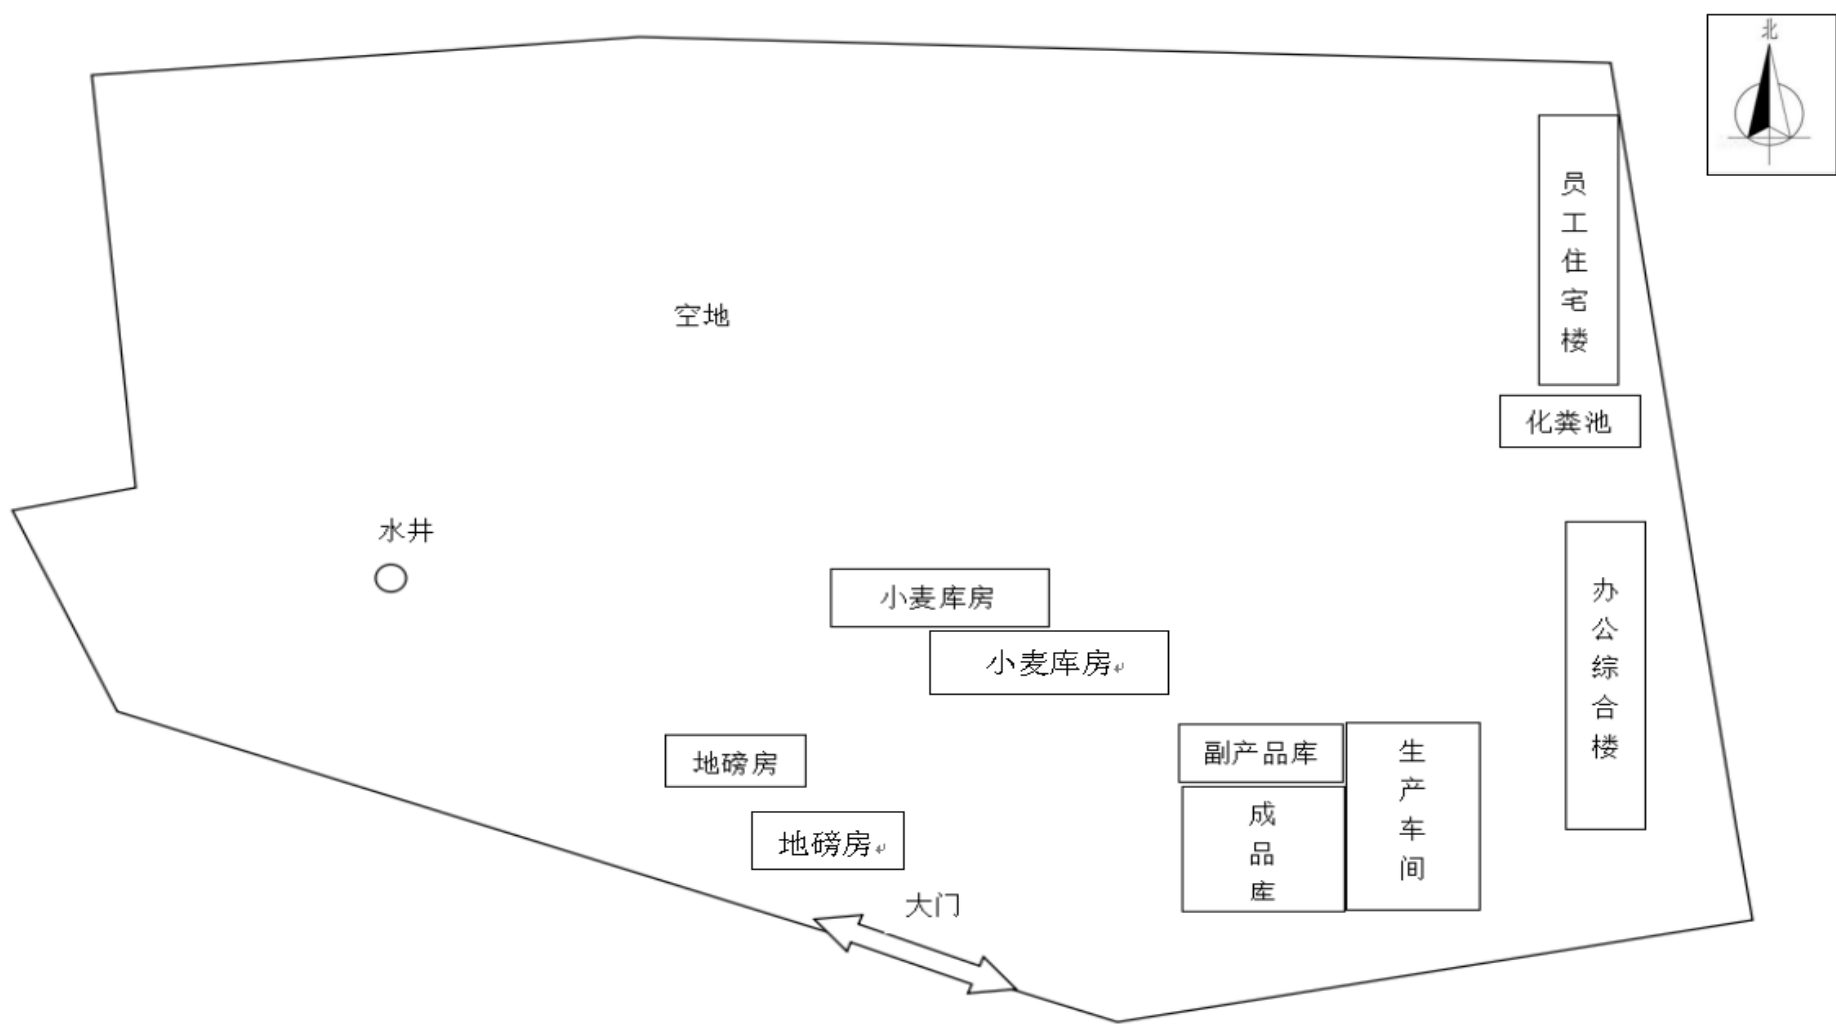 北
员工住宅楼
空地
化粪池
水井
小麦库房
小麦库房
办公综合楼
地磅房
副产品库
生产车间
成品库
地磅房
大门